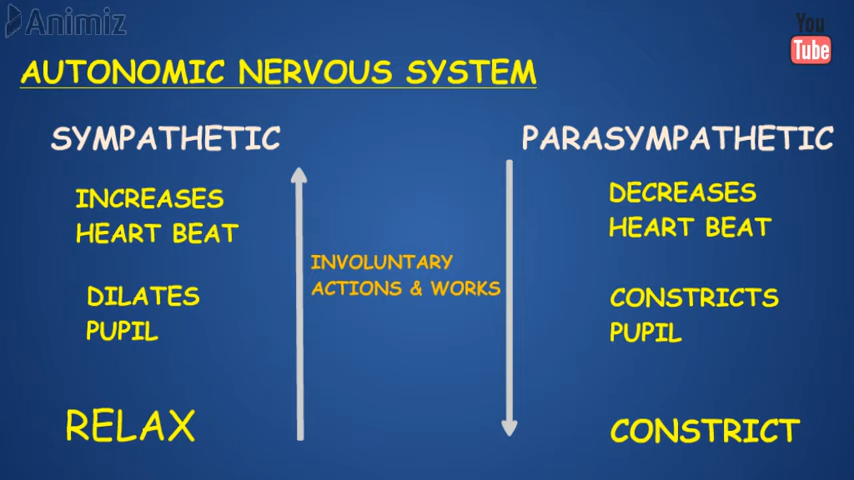 Animiz
You
Tube
AUTONOMIC NERVOUS SYSTEM
SYMPATHETIC
INCREASES
HEART BEAT
DILATES
PUPIL
RELAX
INVOLUNTARY
ACTIONS & WORKS
PARASYMPATHETIC
DECREASES
HEART BEAT
CONSTRICTS
PUPIL
CONSTRICT